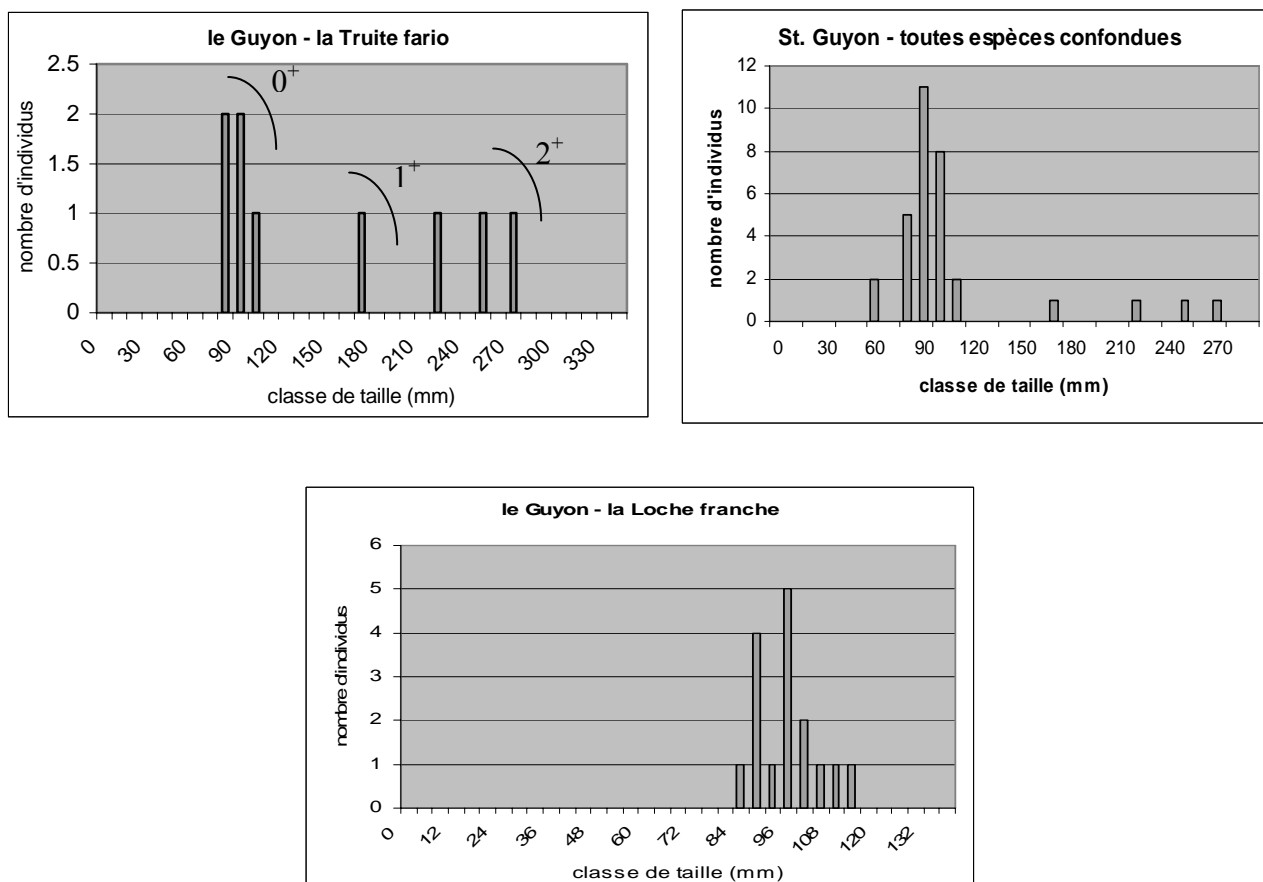 le Guyon - la Truite fario
2.5
2
1.5
1
0.5
0
nombre d'individus
0+
1+
2+
0 30 60 90 120 150 180 210 240 270 300 330
classe de taille (mm)
St. Guyon - toutes espèces confondues
12
10
8
6
4
2
0
nombre d'individus
0 30 60 90 120 150 180 210 240 270
classe de taille (mm)
le Guyon - la Loche franche
6
5
4
3
2
1
0
nombre d'individus
0 12 24 36 48 60 72 84 96 108 120 132
classe de taille (mm)